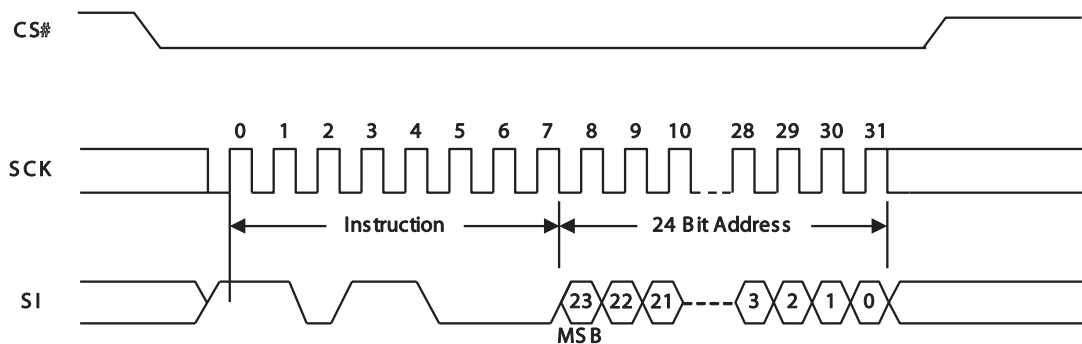 CS#
0 1 2 3 4 5 6 7 8 9 10 28 29 30 31
SCK
Instruction 24 Bit Address
SI 23 22 21 3 2 1 0
MSB